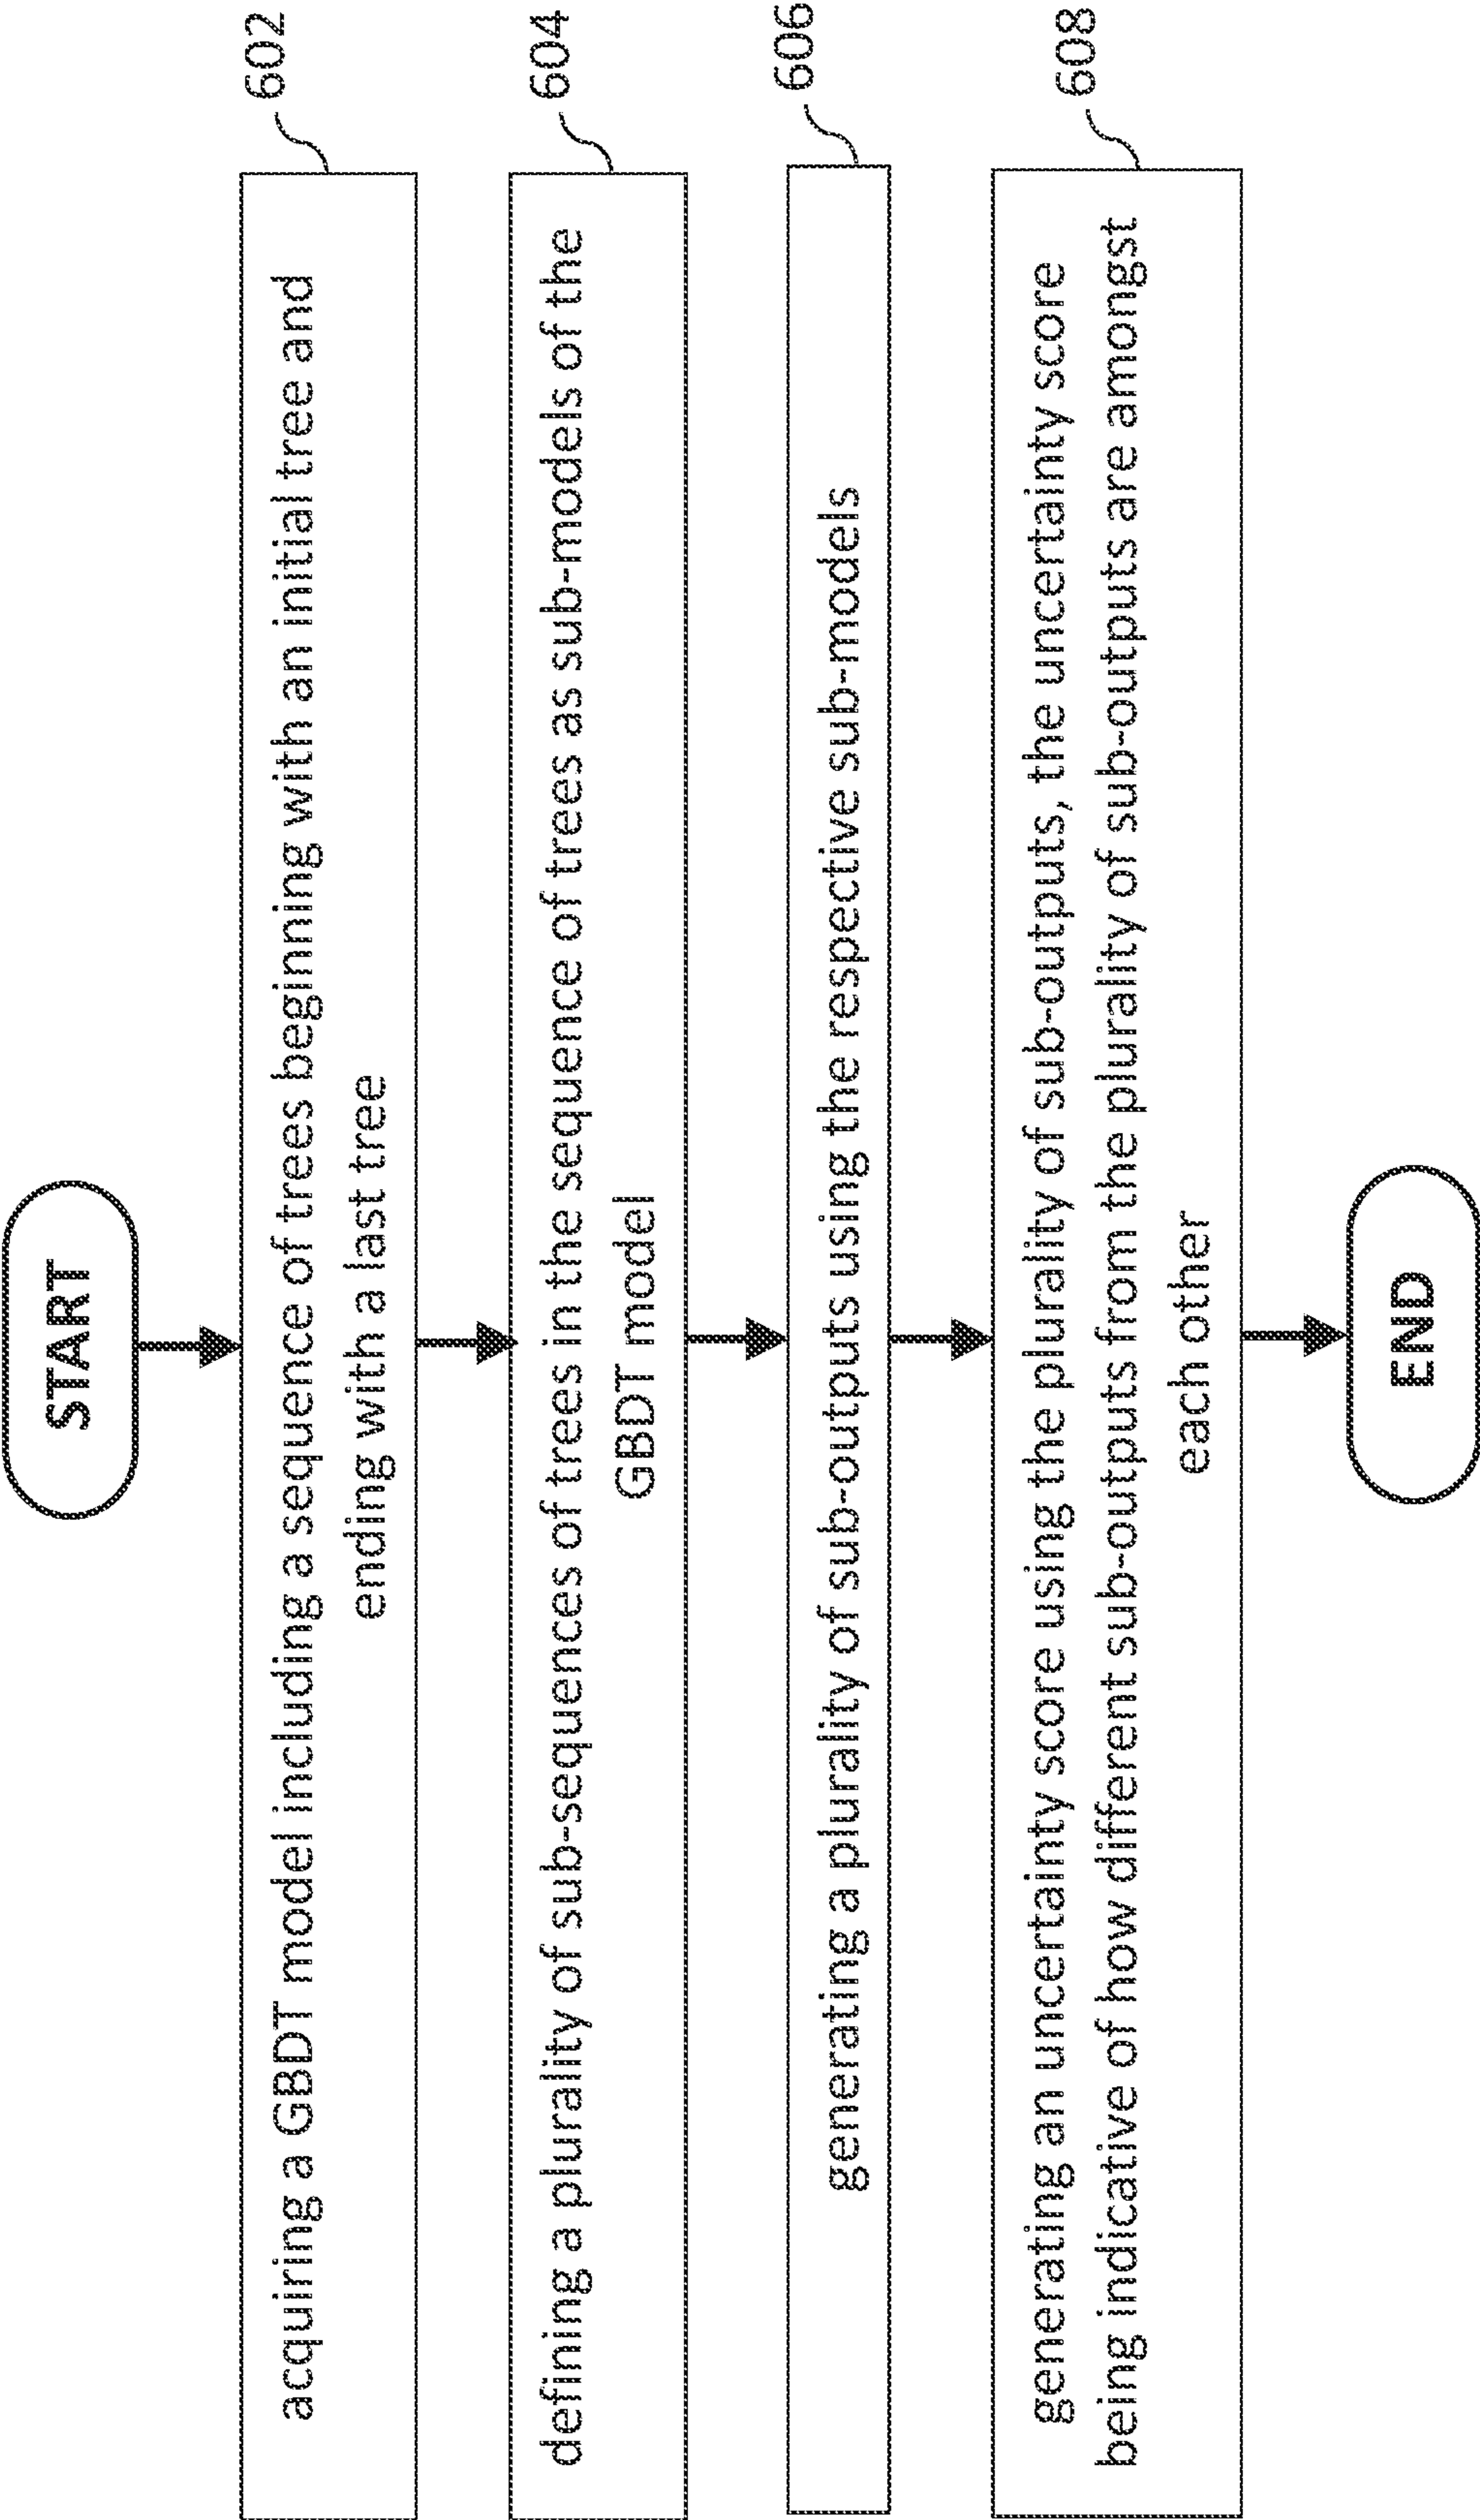 START
602
acquiring a GBDT model including a sequence of trees beginning with an initial tree and
ending with a last tree
604
defining a plurality of sub-sequences of trees in the sequence of trees as sub-models of the
GBDT model
606
generating a plurality of sub-outputs using the respective sub-models
608
generating an uncertainty score using the plurality of sub-outputs, the uncertainty score
being indicative of how different sub-outputs from the plurality of sub-outputs are amongst
each other
END